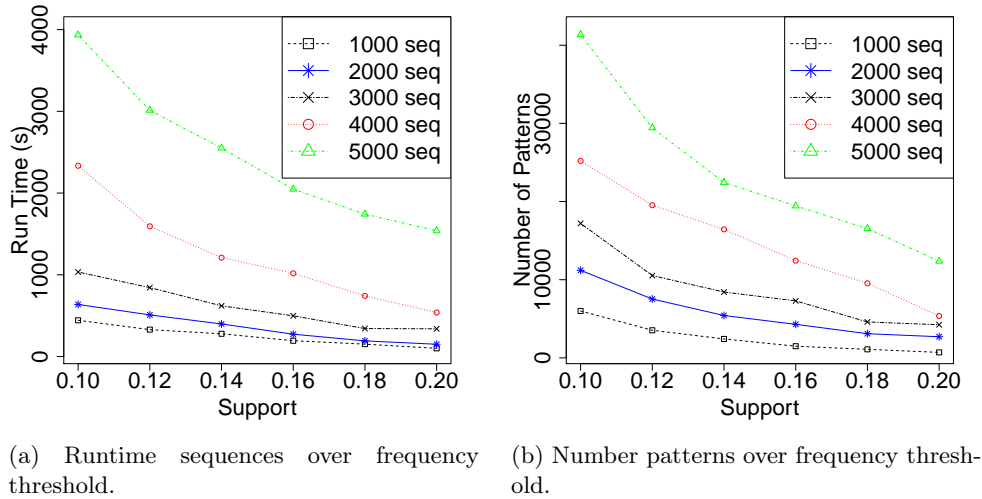 Run Time (s)
0 1000 2000 3000 4000
0.10 0.12 0.14 0.16 0.18 0.20
Support
1000 seq
2000 seq
3000 seq
4000 seq
5000 seq
(a) Runtime sequences over frequency
threshold.
Number of Patterns
0 10000 30000
0.10 0.12 0.14 0.16 0.18 0.20
Support
1000 seq
2000 seq
3000 seq
4000 seq
5000 seq
(b) Number patterns over frequency thresh-
old.